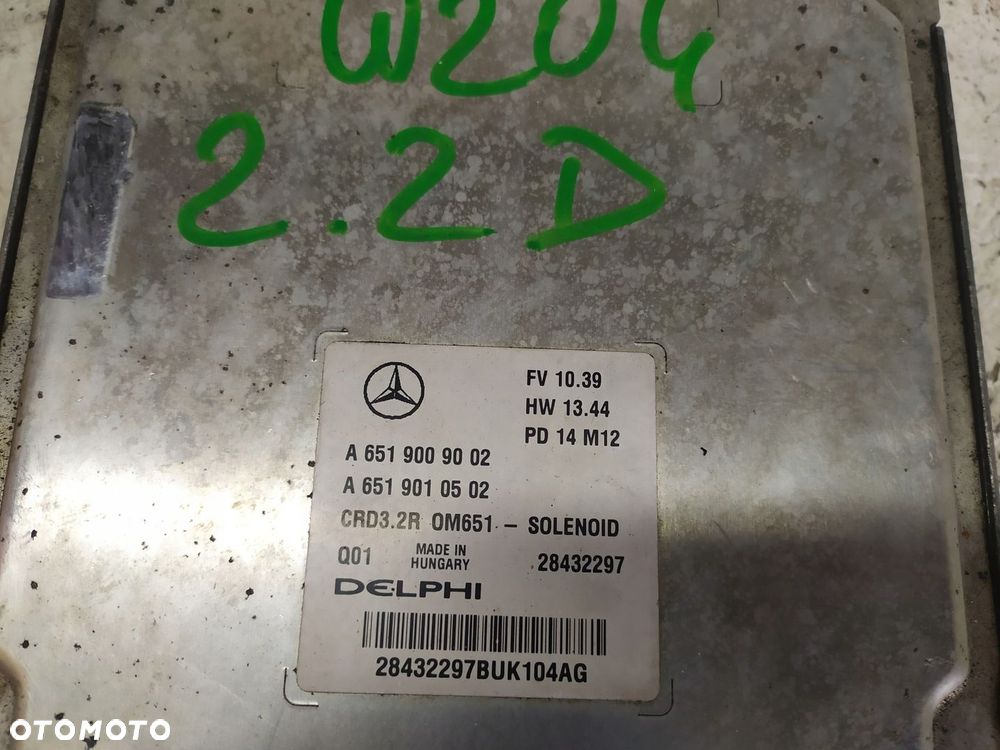 W204
2.2D
FV 10.39
HW 13.44
PD 14 M12
A 651 900 90 02
A 651 901 05 02
CRD3.2R OM651 – SOLENOID
Q01 MADE IN HUNGARY 28432297
DELPHI
28432297BUK104AG
OTOMOTO